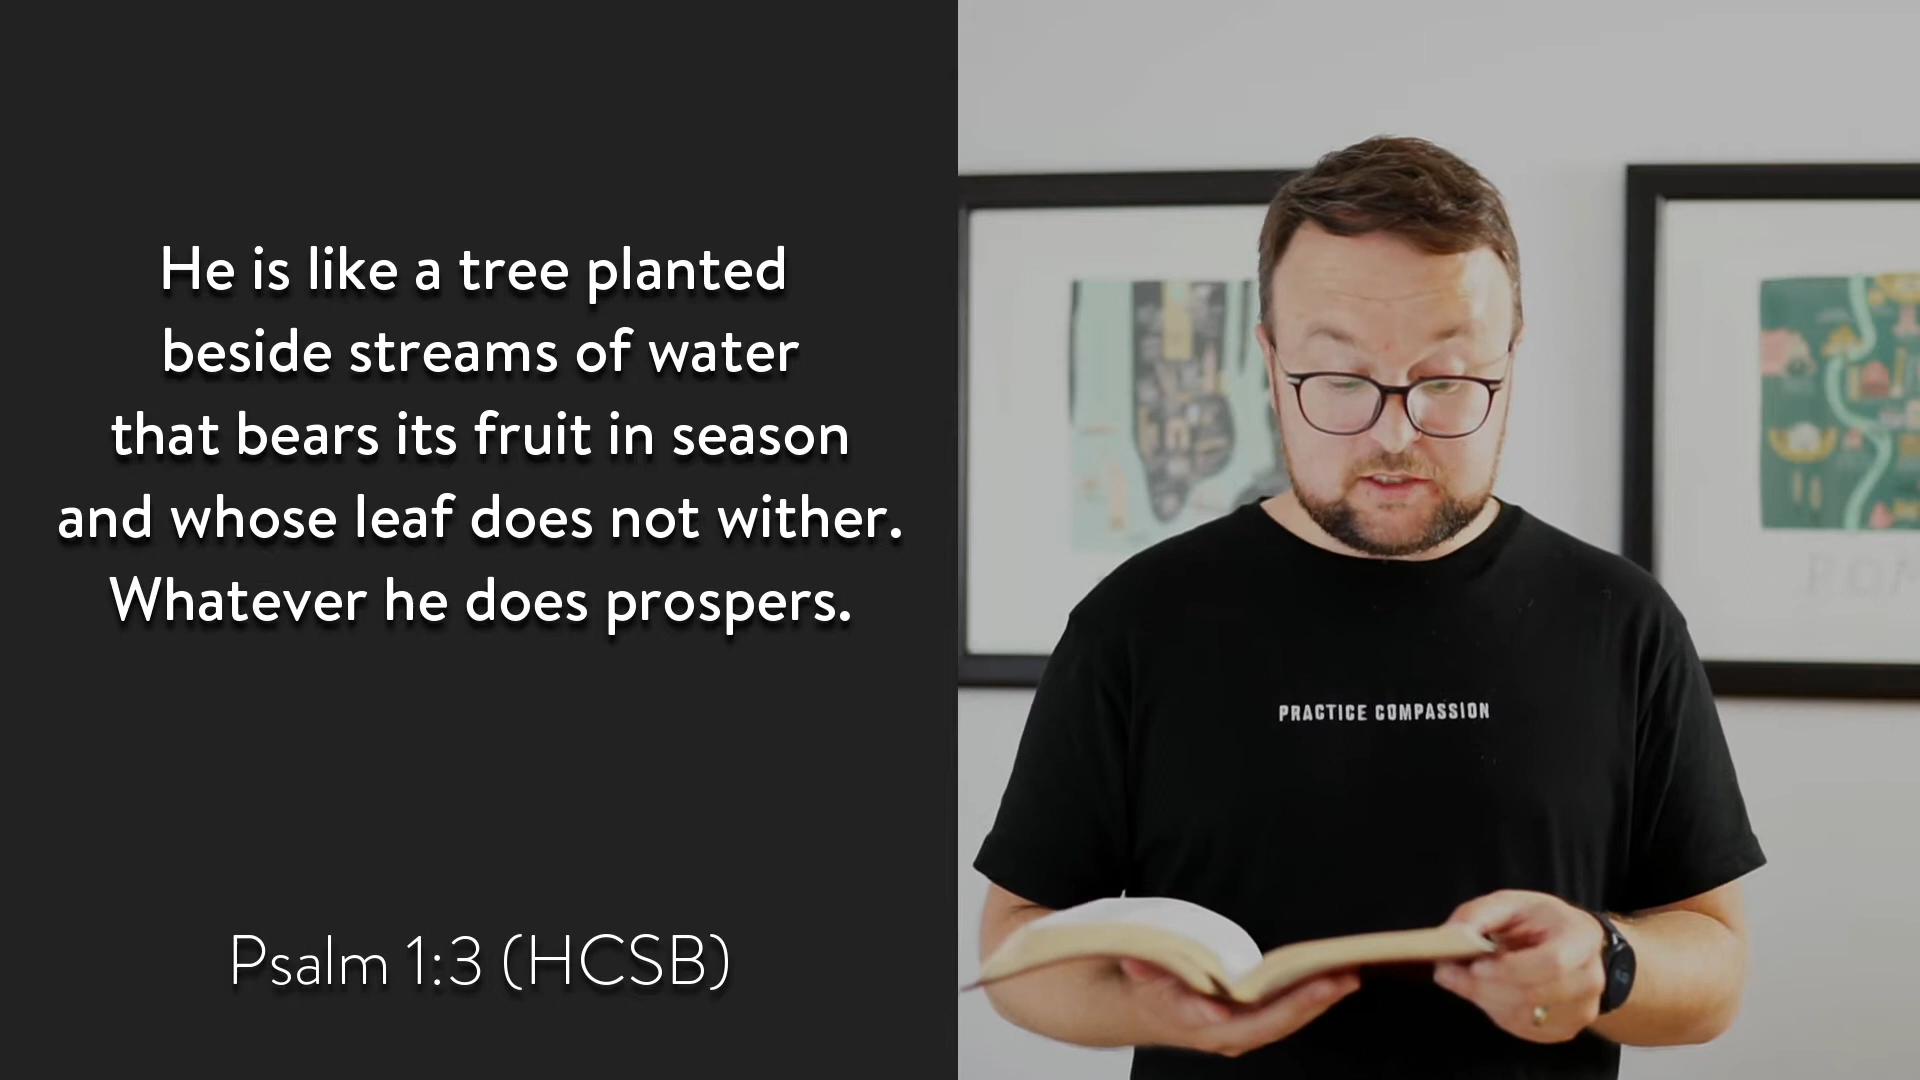 He is like a tree planted
beside streams of water
that bears its fruit in season
and whose leaf does not wither.
Whatever he does prospers.
Psalm 1:3 (HCSB)
PRACTICE COMPASSION